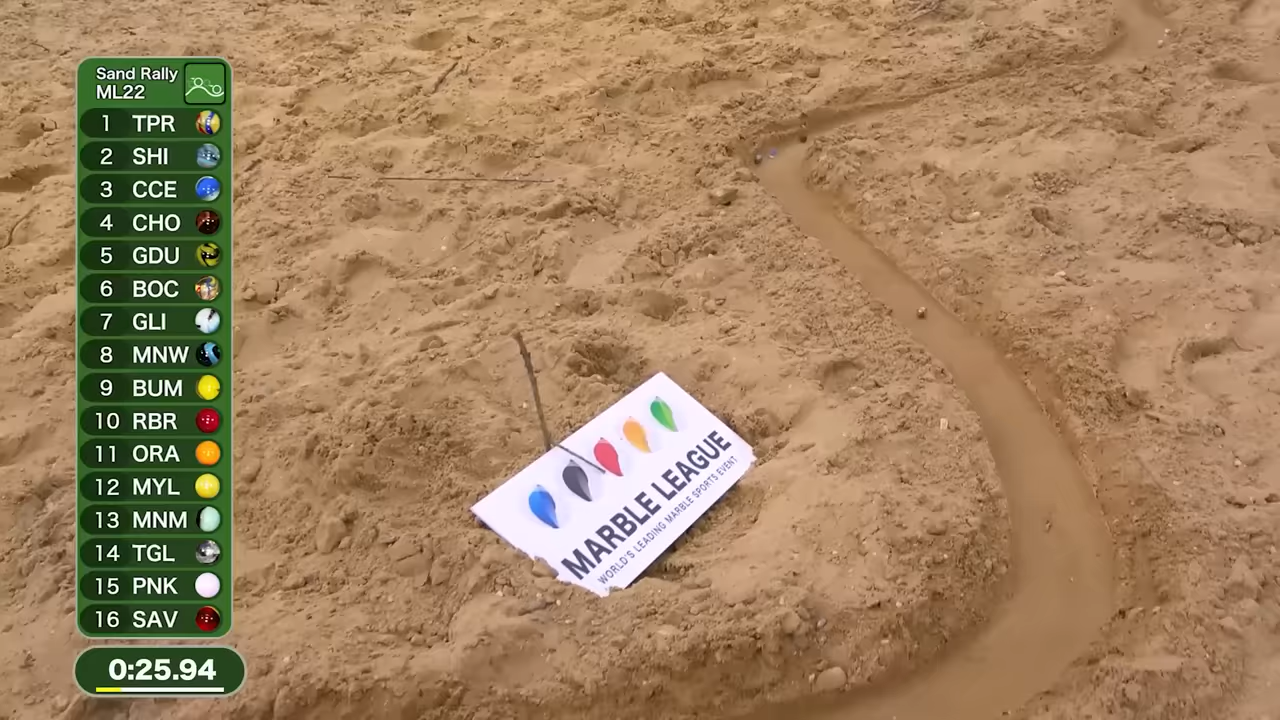 Sand Rally
ML22
1 TPR
2 SHI
3 CCE
4 CHO
5 GDU
6 BOC
7 GLI
8 MNW
9 BUM
10 RBR
11 ORA
12 MYL
13 MNM
14 TGL
15 PNK
16 SAV
0:25.94
MARBLE LEAGUE
WORLD'S LEADING MARBLE SPORTS EVENT